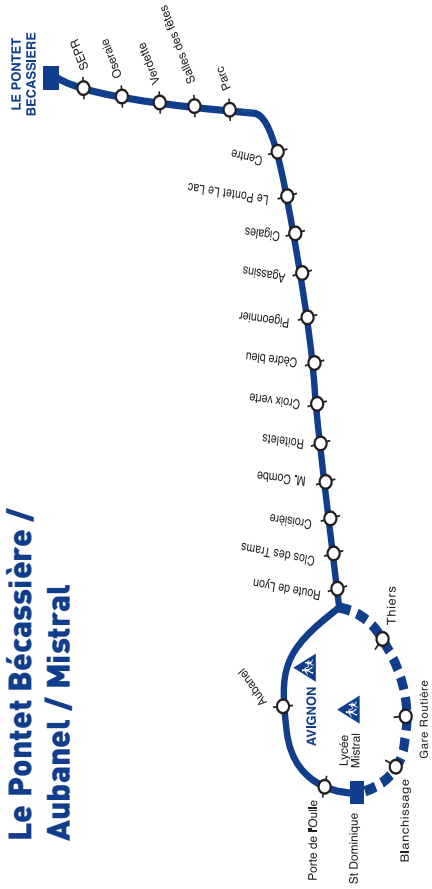 Le Pontet Bécassière /
Aubanel / Mistral
LE PONTET
BECASSIERE
SEPR
Oseraie
Verdette
Salles des fêtes
Parc
Centre
Le Pontet Le Lac
Cigales
Agassins
Pigeonnier
Cèdre bleu
Croix verte
Roitelets
M. Combe
Croisière
Clos des Trams
Route de Lyon
Aubanel
AVIGNON
Lycée
Mistral
Porte de l'Oulle
St Dominique
Blanchissage
Gare Routière
Thiers